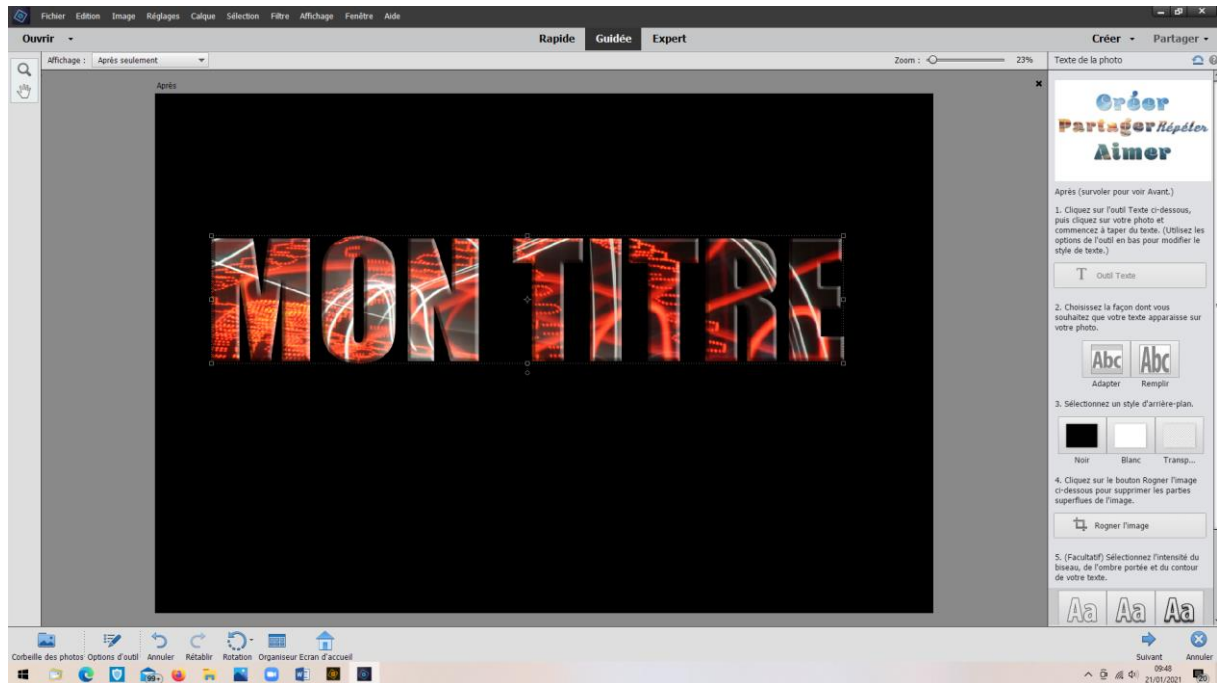 Fichier Edition Image Réglages Calque Sélection Filtre Affichage Fenêtre Aide
Ouvrir Rapide Guidée Expert Créer Partager
Affichage : Après seulement Zoom : 23% Texte de la photo
Après
MON TITRE
Créer
Partager Répéter
Aimer
Après (survoler pour voir Avant.)
1. Cliquez sur l'outil Texte ci-dessous,
puis cliquez sur votre photo et
commencez à taper du texte. (Utilisez les
options de l'outil en bas pour modifier le
style de texte.)
T Outil Texte
2. Choisissez la façon dont vous
souhaitez que votre texte apparaisse sur
votre photo.
Abc Abc
Adapter Remplir
3. Sélectionnez un style d'arrière-plan.
Noir Blanc Transp...
4. Cliquez sur le bouton Rogner l'image
ci-dessous pour supprimer les parties
superflues de l'image.
Rogner l'image
5. (Facultatif) Sélectionnez l'intensité du
biseau, de l'ombre portée et du contour
de votre texte.
Aa Aa Aa
Corbeille des photos Options d'outil Annuler Rétablir Rotation Organiseur Ecran d'accueil Suivant Annuler
99+
09:48
21/01/2021
20